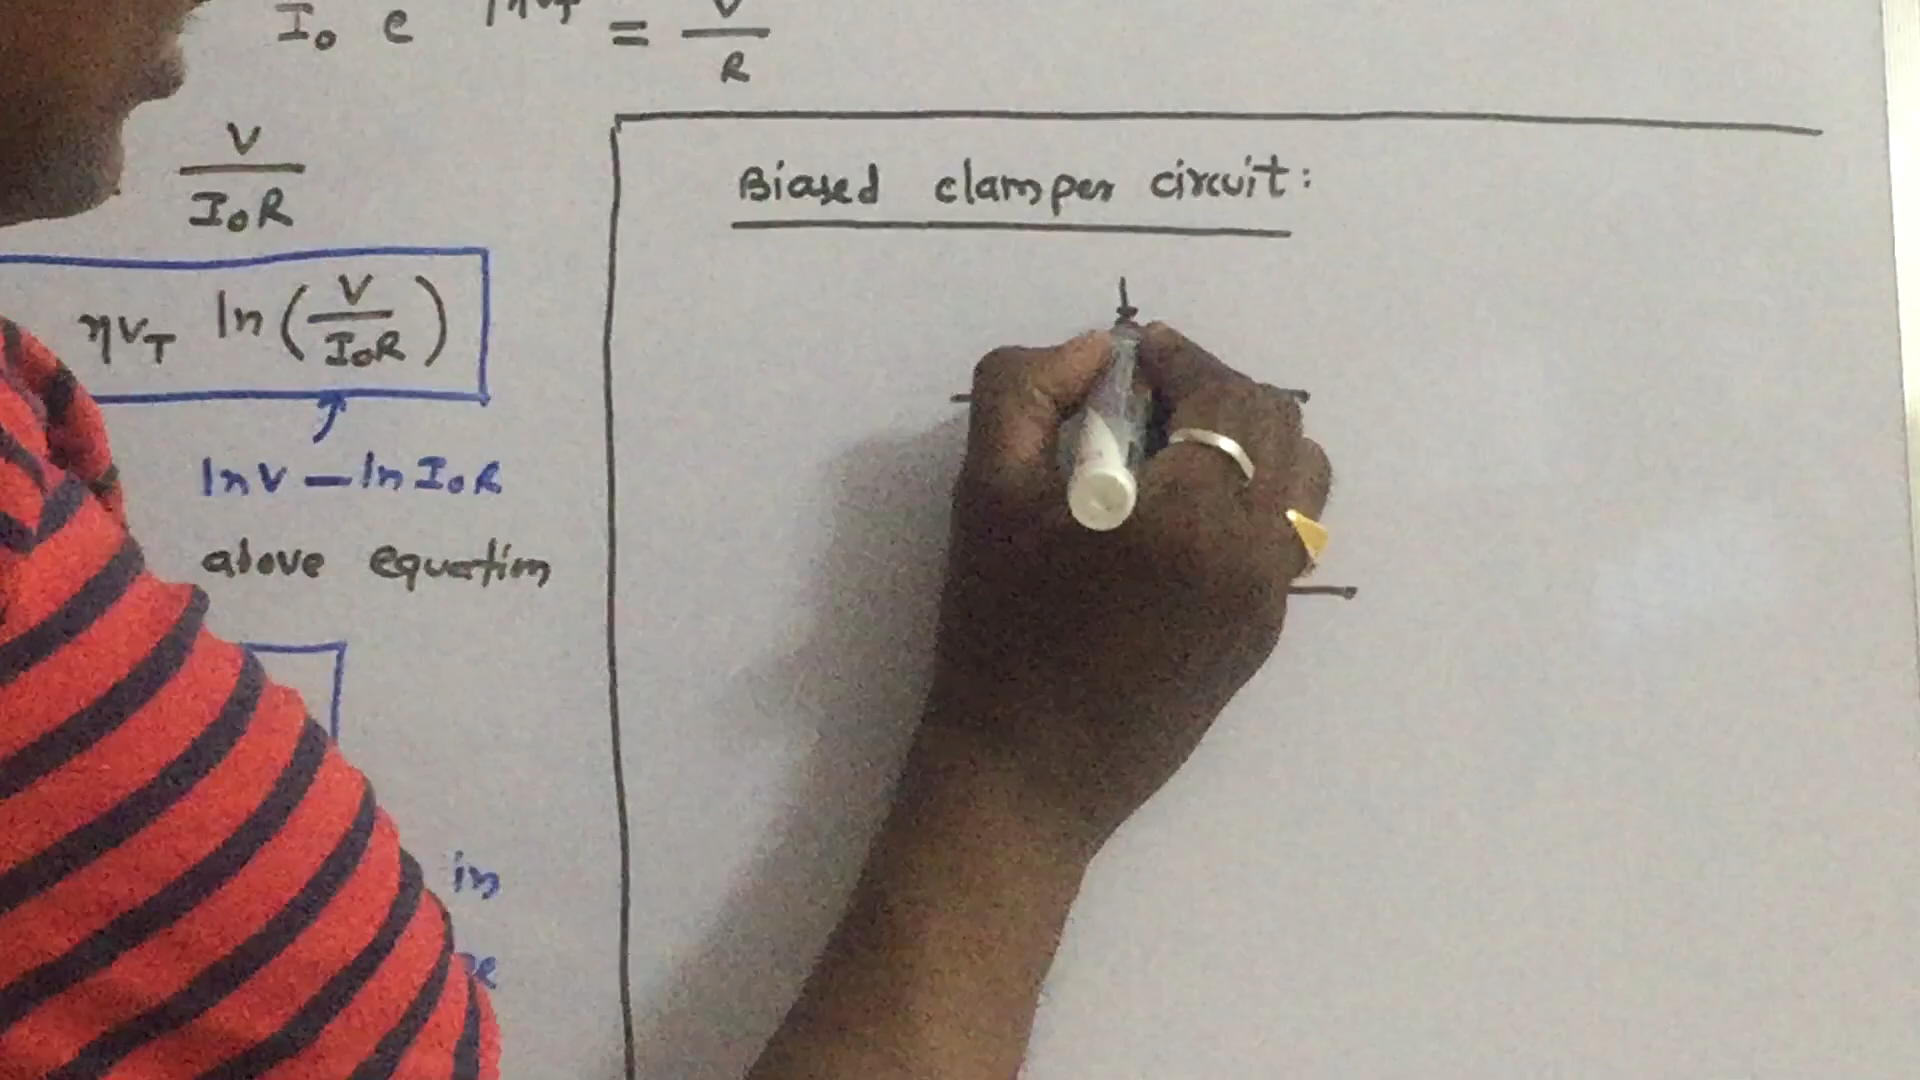 I₀ e = V/R
V/I₀R
ηV_T ln(V/I₀R)
lnV – ln I₀R
above equation
in
Biased clamper circuit: